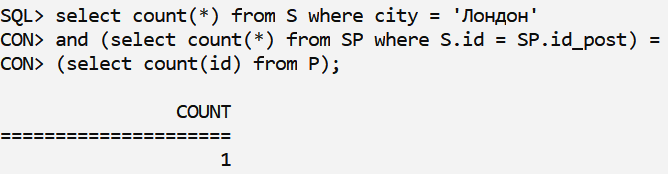 SQL> select count(*) from S where city = 'Лондон'
CON> and (select count(*) from SP where S.id = SP.id_post) =
CON> (select count(id) from P);
COUNT
=====================
1